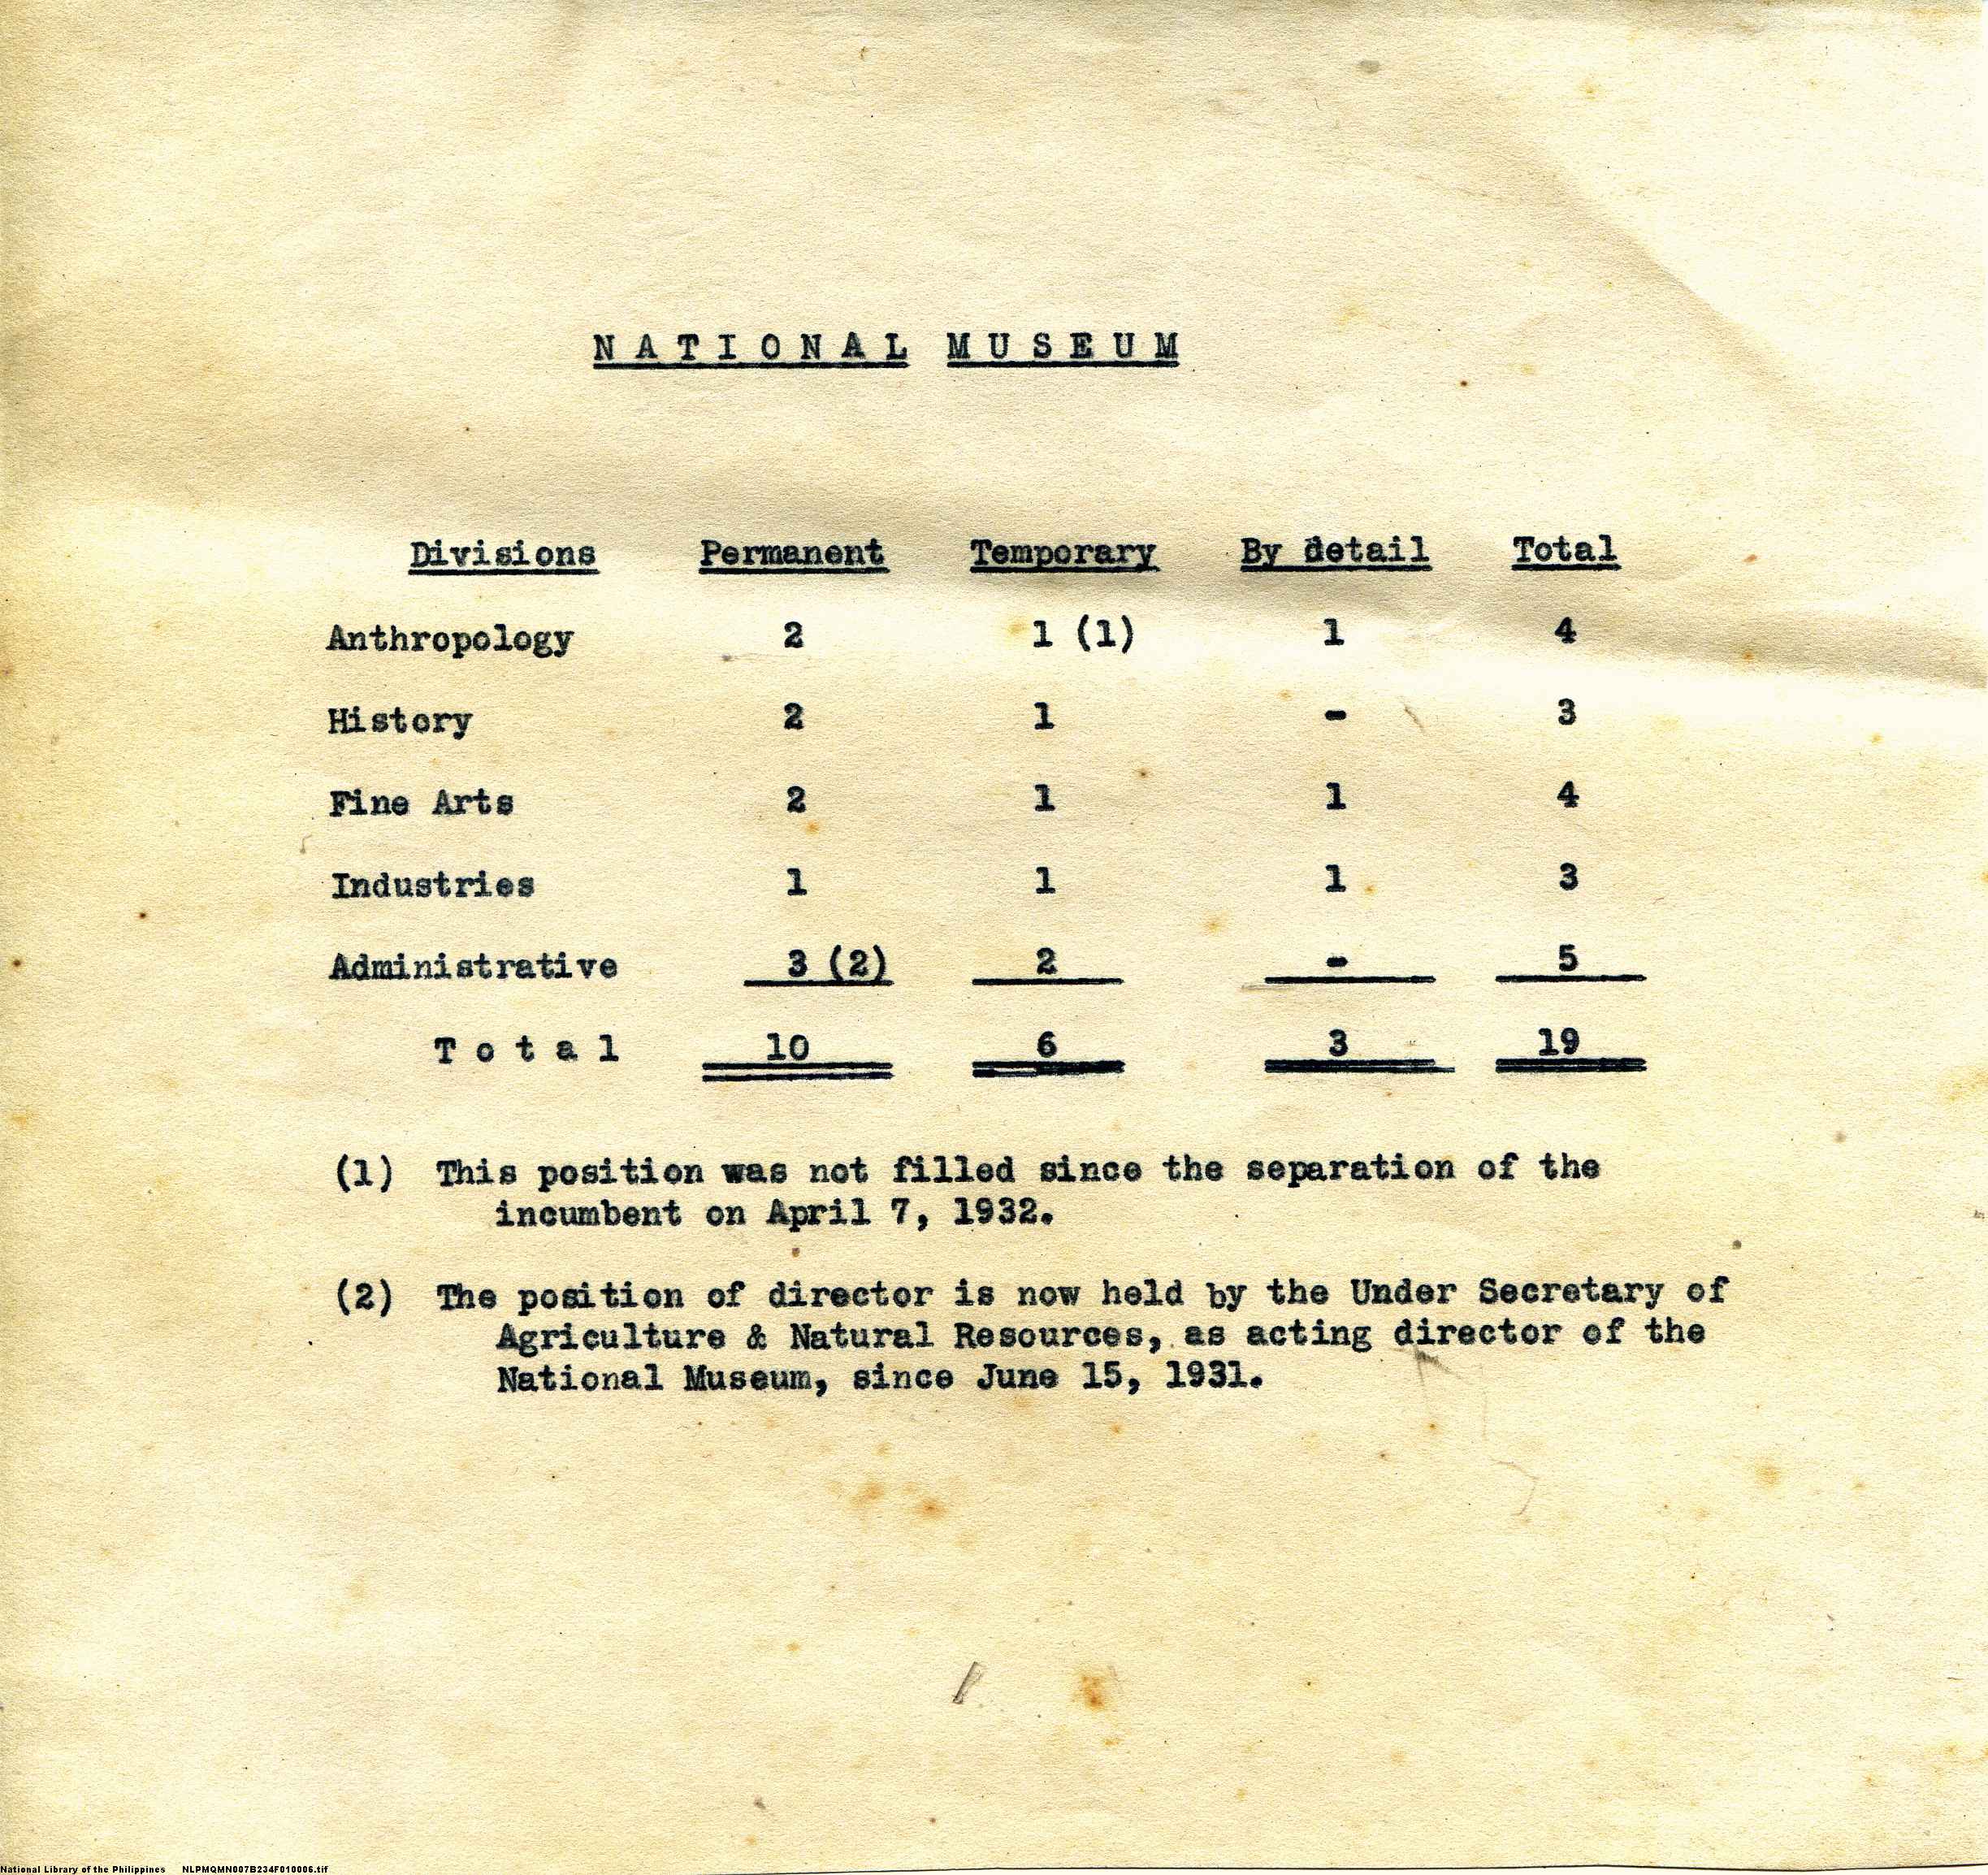 NATIONAL MUSEUM
Divisions Permanent Temporary By detail Total
Anthropology 2 1 (1) 1 4
History 2 1 - 3
Fine Arts 2 1 1 4
Industries 1 1 1 3
Administrative 3 (2) 2 - 5
Total 10 6 3 19
(1) This position was not filled since the separation of the
incumbent on April 7, 1932.
(2) The position of director is now held by the Under Secretary of
Agriculture & Natural Resources, as acting director of the
National Museum, since June 15, 1931.
National Library of the Philippines NLPMQMN007B234F010006.tif